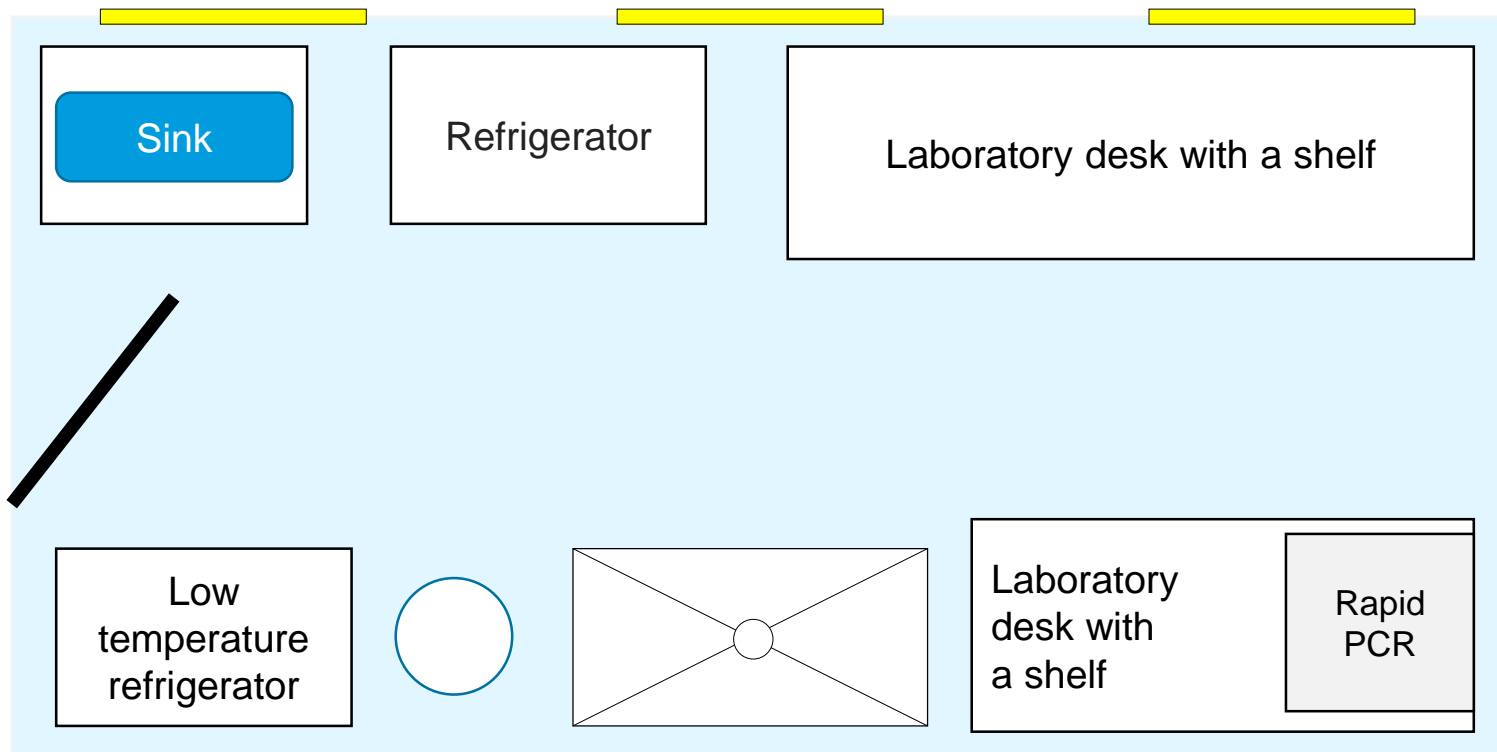 Sink
Refrigerator
Laboratory desk with a shelf
Low
temperature
refrigerator
Laboratory
desk with
a shelf
Rapid
PCR